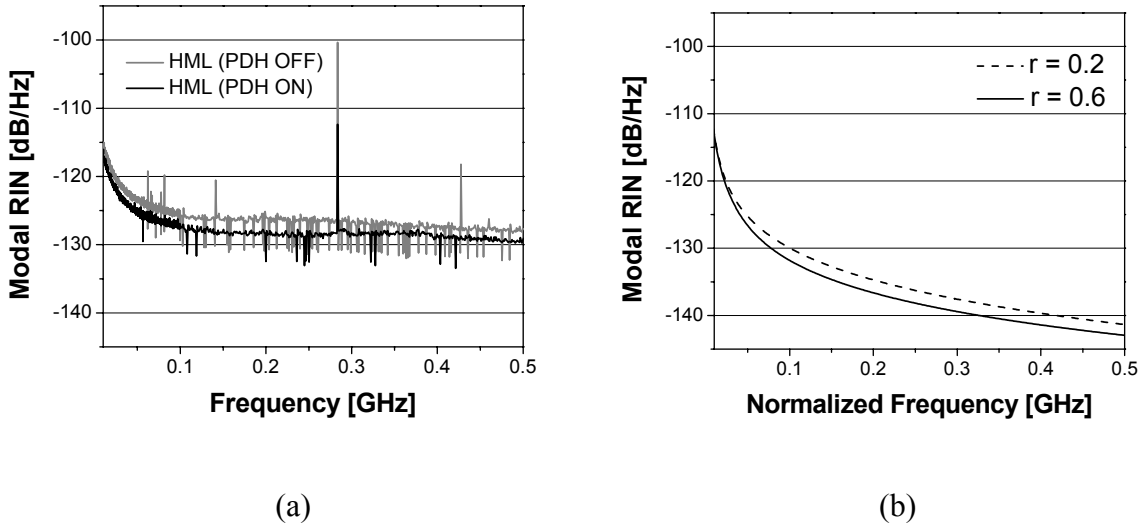 Modal RIN [dB/Hz]
-100
-110
-120
-130
-140
HML (PDH OFF)
HML (PDH ON)
0.1
0.2
0.3
0.4
0.5
Frequency [GHz]
(a)
Modal RIN [dB/Hz]
-100
-110
-120
-130
-140
r = 0.2
r = 0.6
0.1
0.2
0.3
0.4
0.5
Normalized Frequency [GHz]
(b)